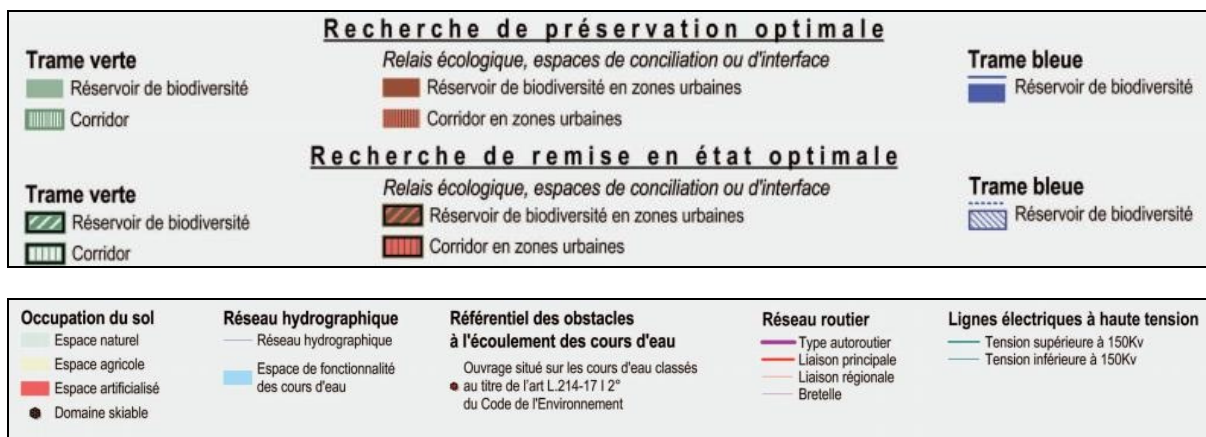 Recherche de préservation optimale
Trame verte
Réservoir de biodiversité
Corridor
Relais écologique, espaces de conciliation ou d'interface
Réservoir de biodiversité en zones urbaines
Corridor en zones urbaines
Trame bleue
Réservoir de biodiversité
Recherche de remise en état optimale
Trame verte
Réservoir de biodiversité
Corridor
Relais écologique, espaces de conciliation ou d'interface
Réservoir de biodiversité en zones urbaines
Corridor en zones urbaines
Trame bleue
Réservoir de biodiversité
Occupation du sol
Espace naturel
Espace agricole
Espace artificialisé
Domaine skiable
Réseau hydrographique
Réseau hydrographique
Espace de fonctionnalité
des cours d'eau
Référentiel des obstacles
à l'écoulement des cours d'eau
Ouvrage situé sur les cours d'eau classés
au titre de l'art L.214-17 I 2°
du Code de l'Environnement
Réseau routier
Type autoroutier
Liaison principale
Liaison régionale
Bretelle
Lignes électriques à haute tension
Tension supérieure à 150Kv
Tension inférieure à 150Kv